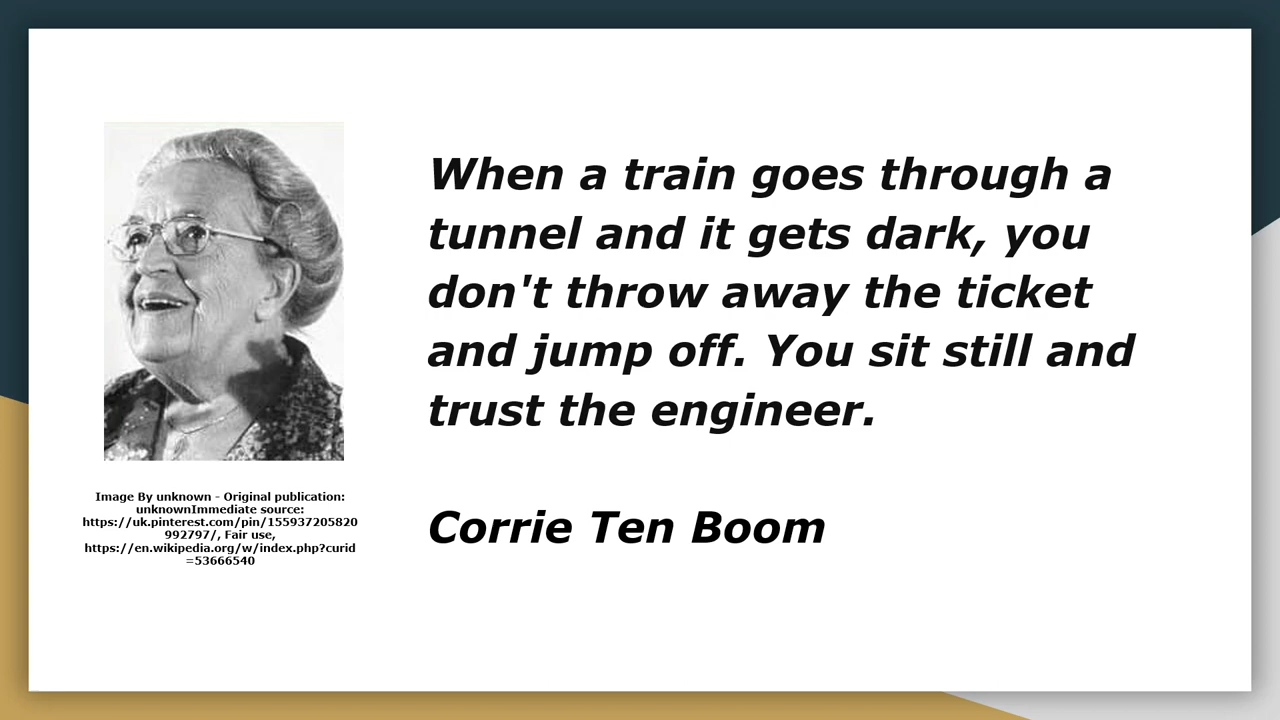 When a train goes through a
tunnel and it gets dark, you
don't throw away the ticket
and jump off. You sit still and
trust the engineer.
Corrie Ten Boom
Image By unknown - Original publication:
unknownImmediate source:
https://uk.pinterest.com/pin/155937205820
992797/, Fair use,
https://en.wikipedia.org/w/index.php?curid
=53666540